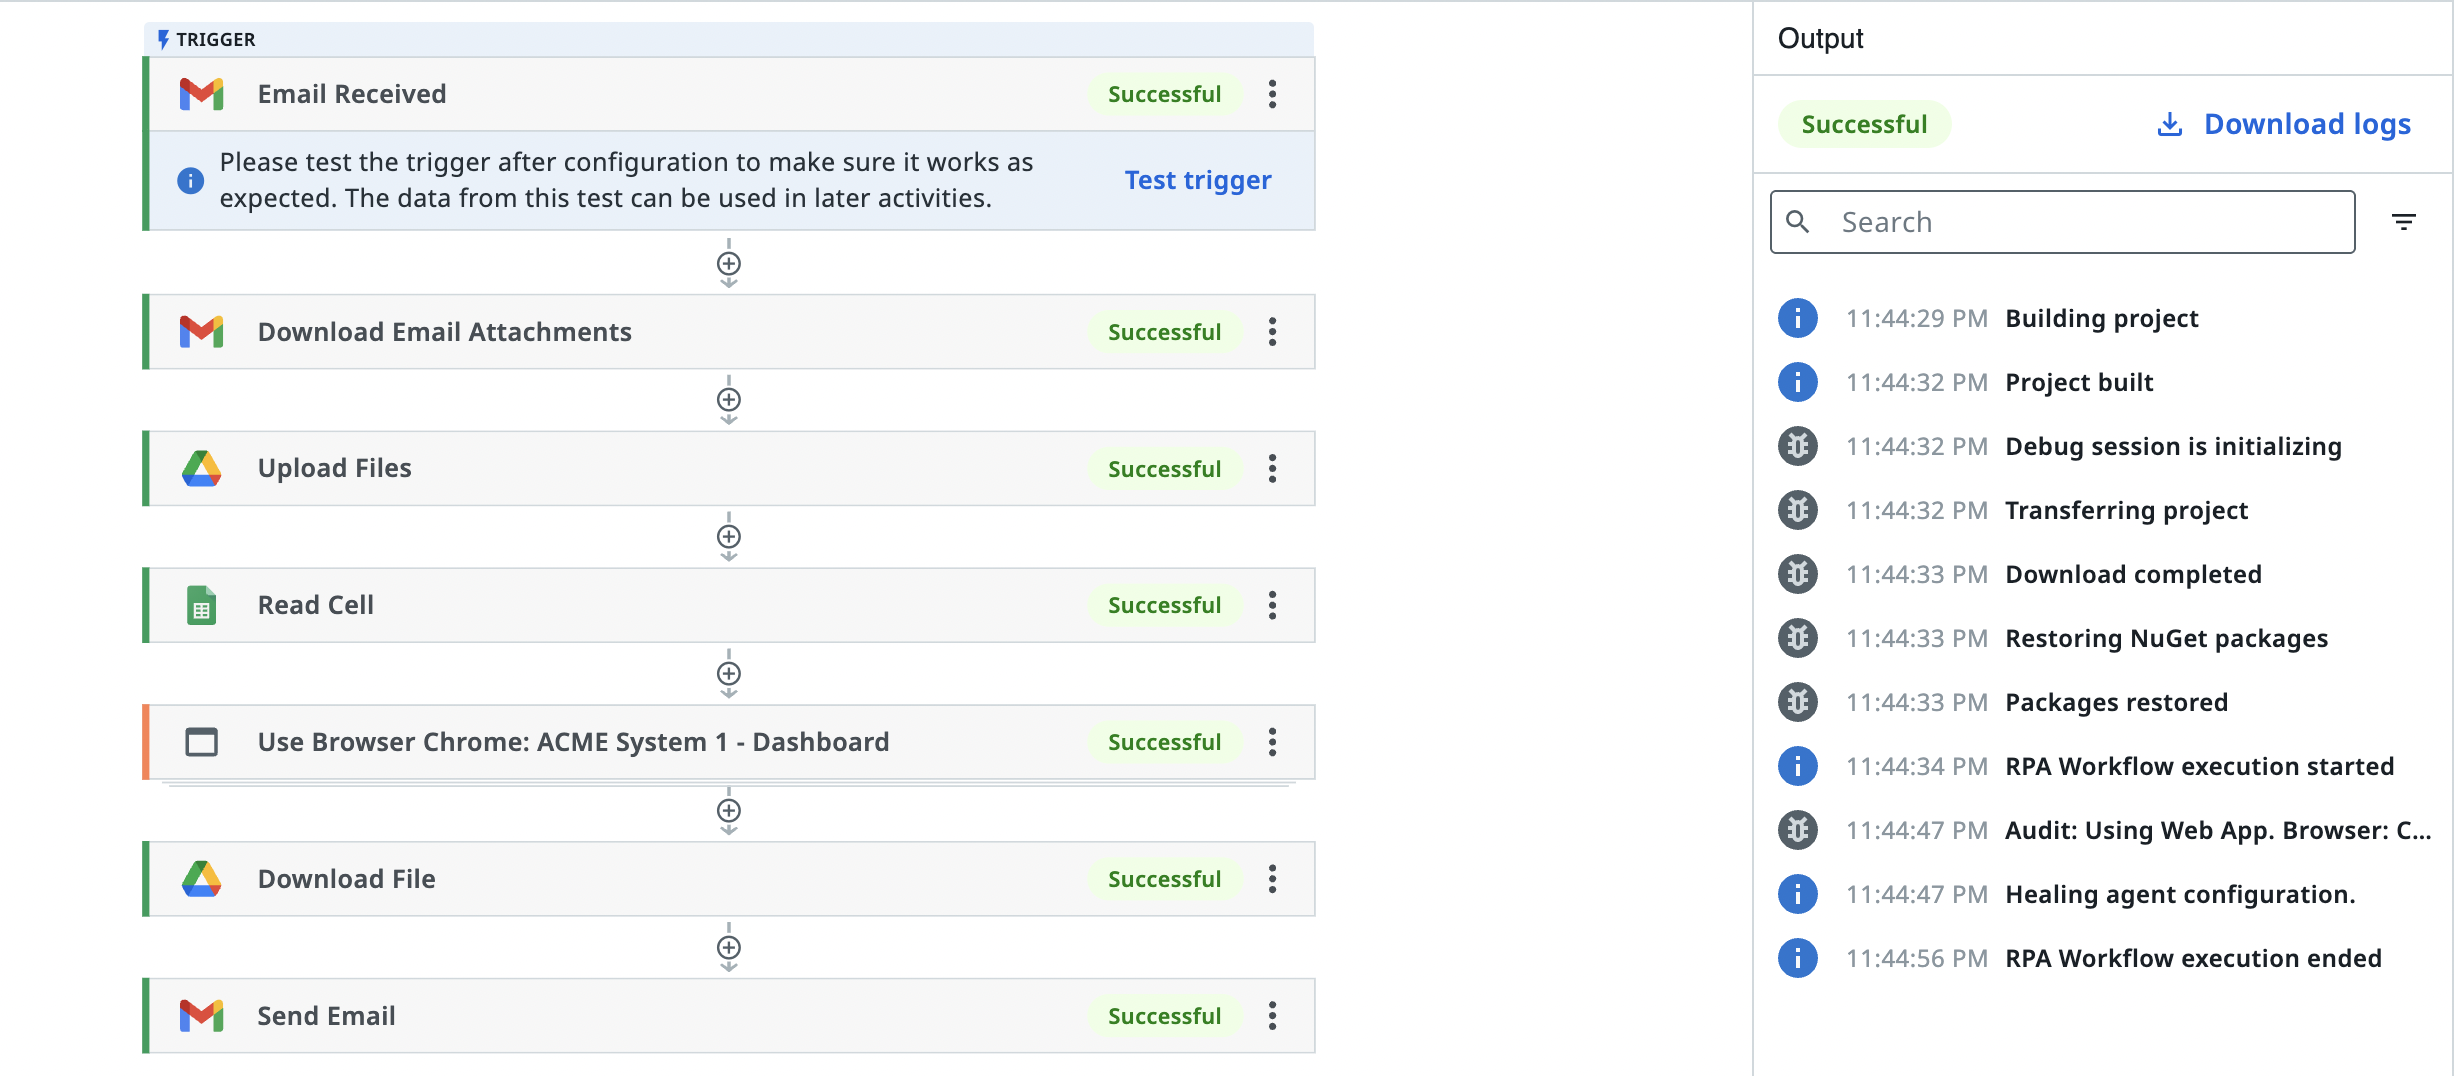 TRIGGER
Email Received
Successful
Please test the trigger after configuration to make sure it works as
expected. The data from this test can be used in later activities.
Test trigger
Download Email Attachments
Successful
Upload Files
Successful
Read Cell
Successful
Use Browser Chrome: ACME System 1 - Dashboard
Successful
Download File
Successful
Send Email
Successful
Output
Successful
Download logs
Search
11:44:29 PM Building project
11:44:32 PM Project built
11:44:32 PM Debug session is initializing
11:44:32 PM Transferring project
11:44:33 PM Download completed
11:44:33 PM Restoring NuGet packages
11:44:33 PM Packages restored
11:44:34 PM RPA Workflow execution started
11:44:47 PM Audit: Using Web App. Browser: C...
11:44:47 PM Healing agent configuration.
11:44:56 PM RPA Workflow execution ended